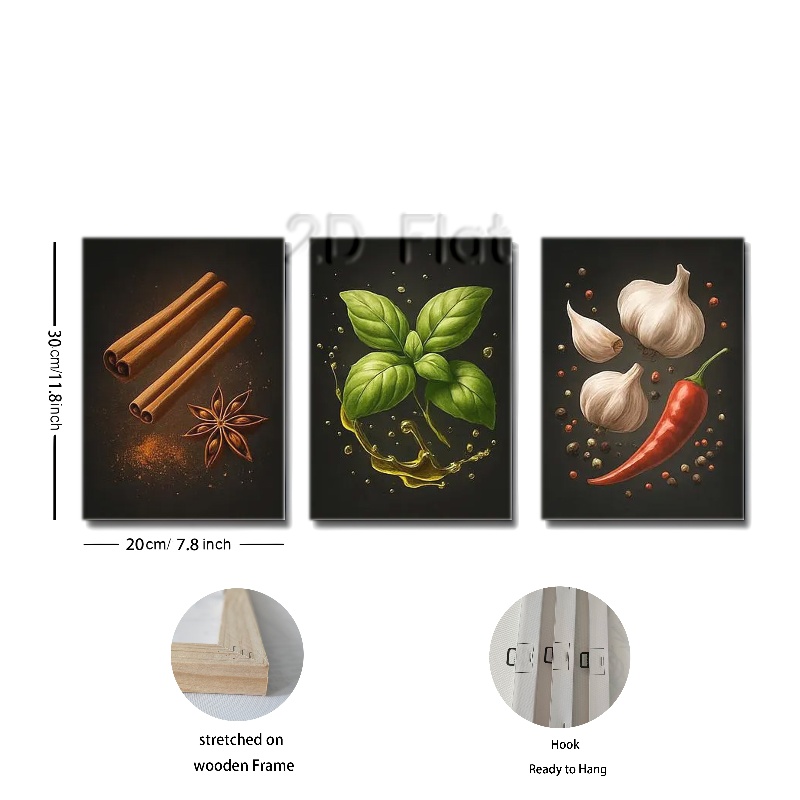 2D Flat
30cm/11.8inch
20cm/ 7.8 inch
stretched on
wooden Frame
Hook
Ready to Hang